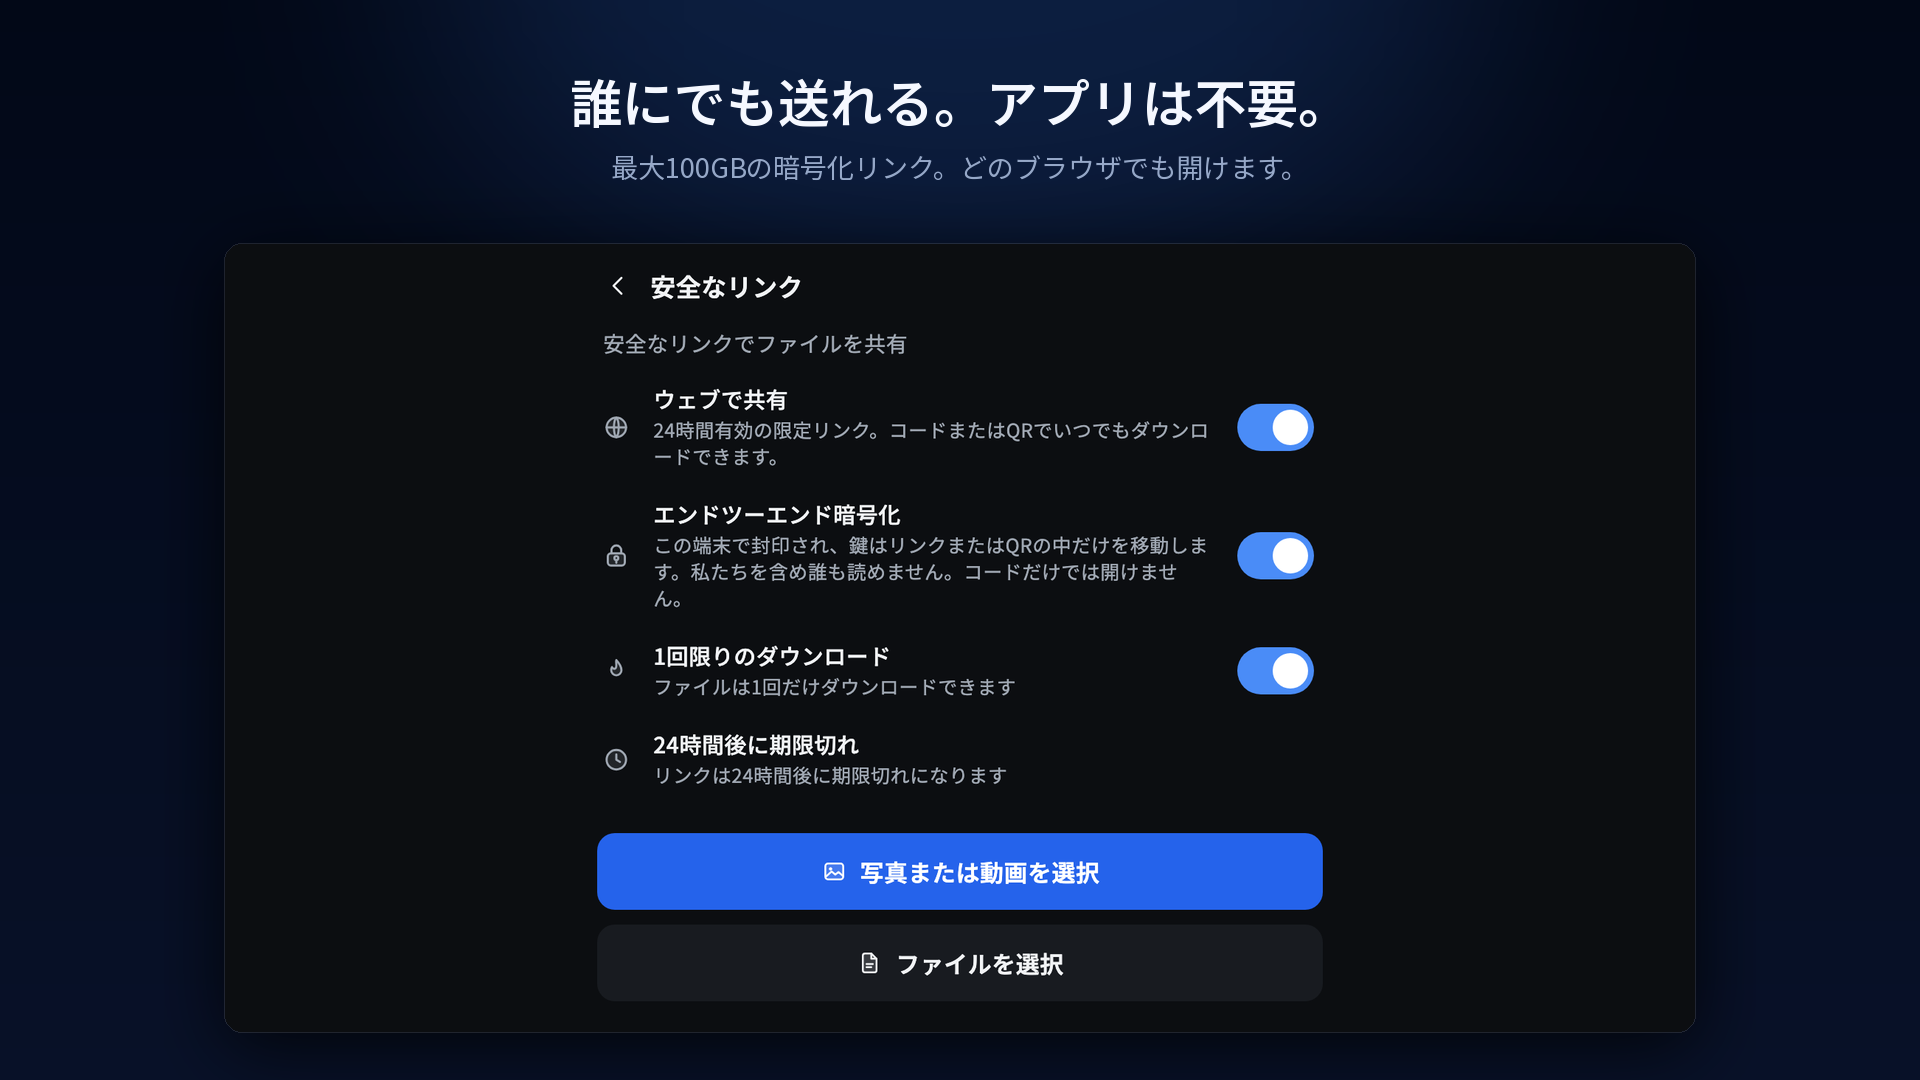 誰にでも送れる。アプリは不要。
最大100GBの暗号化リンク。どのブラウザでも開けます。
安全なリンク
安全なリンクでファイルを共有
ウェブで共有
24時間有効の限定リンク。コードまたはQRでいつでもダウンロ
ードできます。
エンドツーエンド暗号化
この端末で封印され、鍵はリンクまたはQRの中だけを移動しま
す。私たちを含め誰も読めません。コードだけでは開けませ
ん。
1回限りのダウンロード
ファイルは1回だけダウンロードできます
24時間後に期限切れ
リンクは24時間後に期限切れになります
写真または動画を選択
ファイルを選択